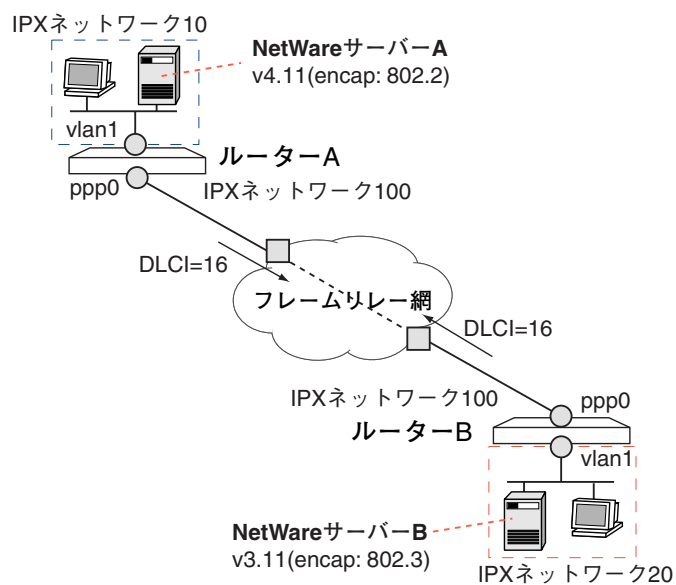 IPXネットワーク10
NetWareサーバーA
v4.11(encap: 802.2)
vlan1
ルーターA
ppp0
IPXネットワーク100
DLCI=16
フレームリレー網
DLCI=16
IPXネットワーク100
ppp0
ルーターB
vlan1
NetWareサーバーB
v3.11(encap: 802.3)
IPXネットワーク20